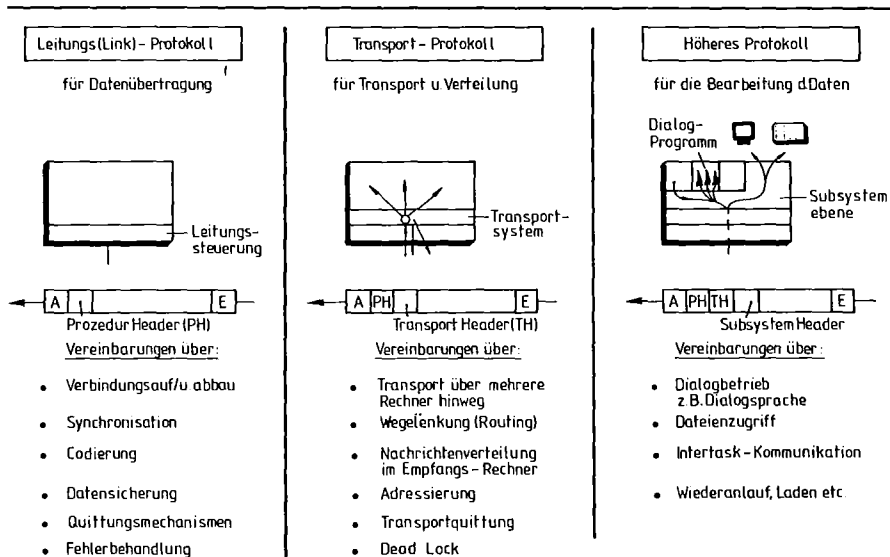 Leitungs(Link)-Protokoll
für Datenübertragung
Leitungs-
steuerung
A
E
Prozedur Header(PH)
Vereinbarungen über:
• Verbindungsauf/u abbau
• Synchronisation
• Codierung
• Datensicherung
• Quittungsmechanismen
• Fehlerbehandlung
Transport-Protokoll
für Transport u. Verteilung
Transport-
system
A PH
E
Transport Header(TH)
Vereinbarungen über:
• Transport über mehrere
Rechner hinweg
• Wegelenkung (Routing)
• Nachrichtenverteilung
im Empfangs-Rechner
• Adressierung
• Transportquittung
• Dead Lock
Höheres Protokoll
für die Bearbeitung d.Daten
Dialog-
Programm
Subsystem
ebene
A PH TH
E
Subsystem Header
Vereinbarungen über:
• Dialogbetrieb
z.B. Dialogsprache
• Dateienzugriff
• Intertask-Kommunikation
• Wiederanlauf, Laden etc